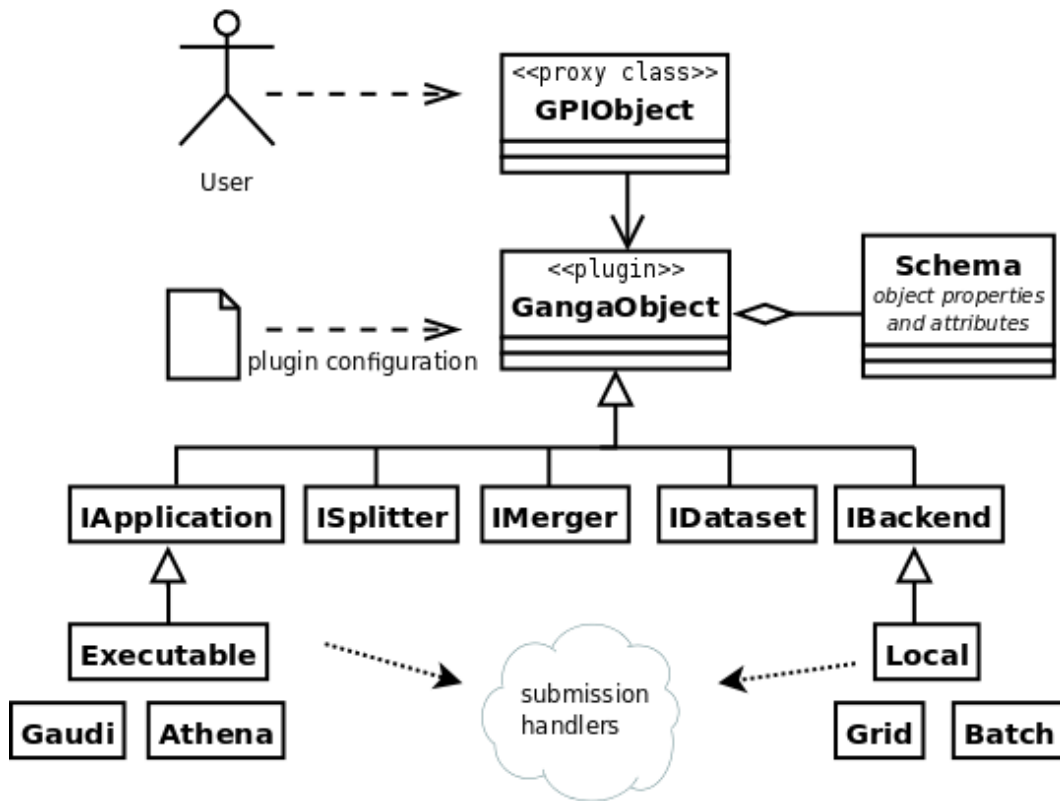 <<proxy class>>
GPIObject
User
<<plugin>>
GangaObject
Schema
object properties
and attributes
plugin configuration
IApplication
ISplitter
IMerger
IDataset
IBackend
Executable
Local
submission
handlers
Gaudi
Athena
Grid
Batch